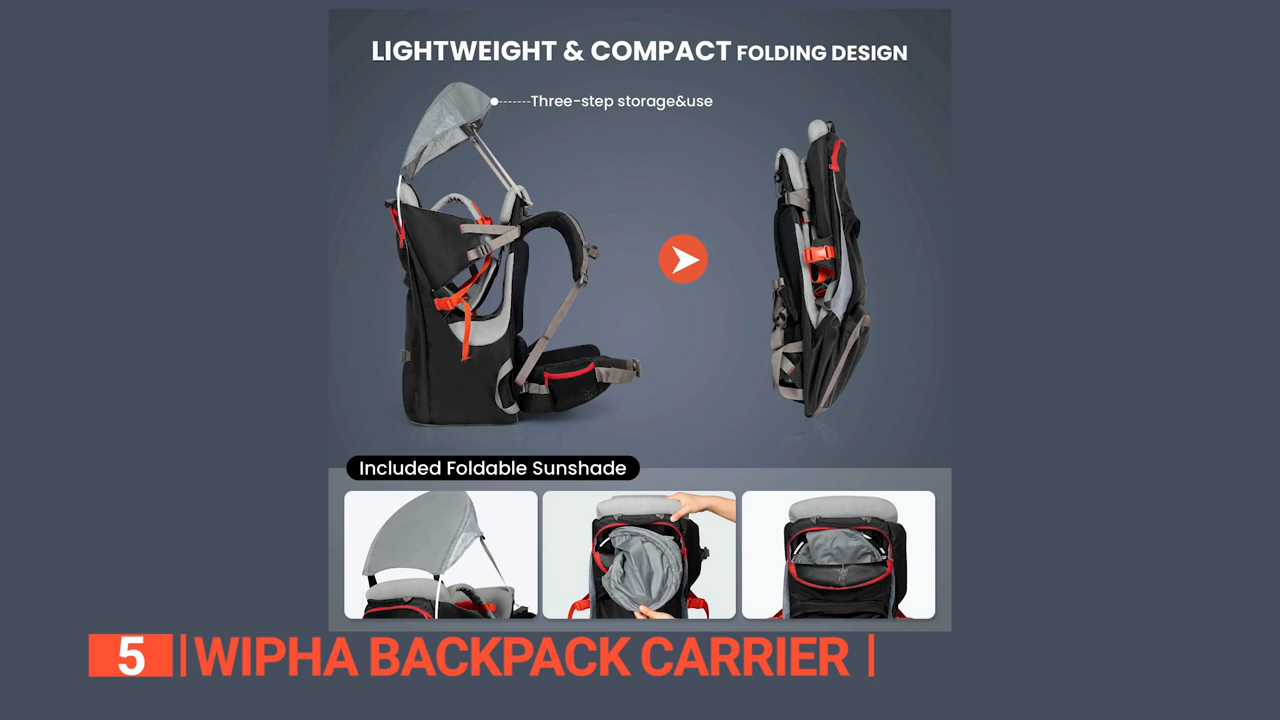 LIGHTWEIGHT & COMPACT FOLDING DESIGN
Three-step storage&use
Included Foldable Sunshade
5 WIPHA BACKPACK CARRIER